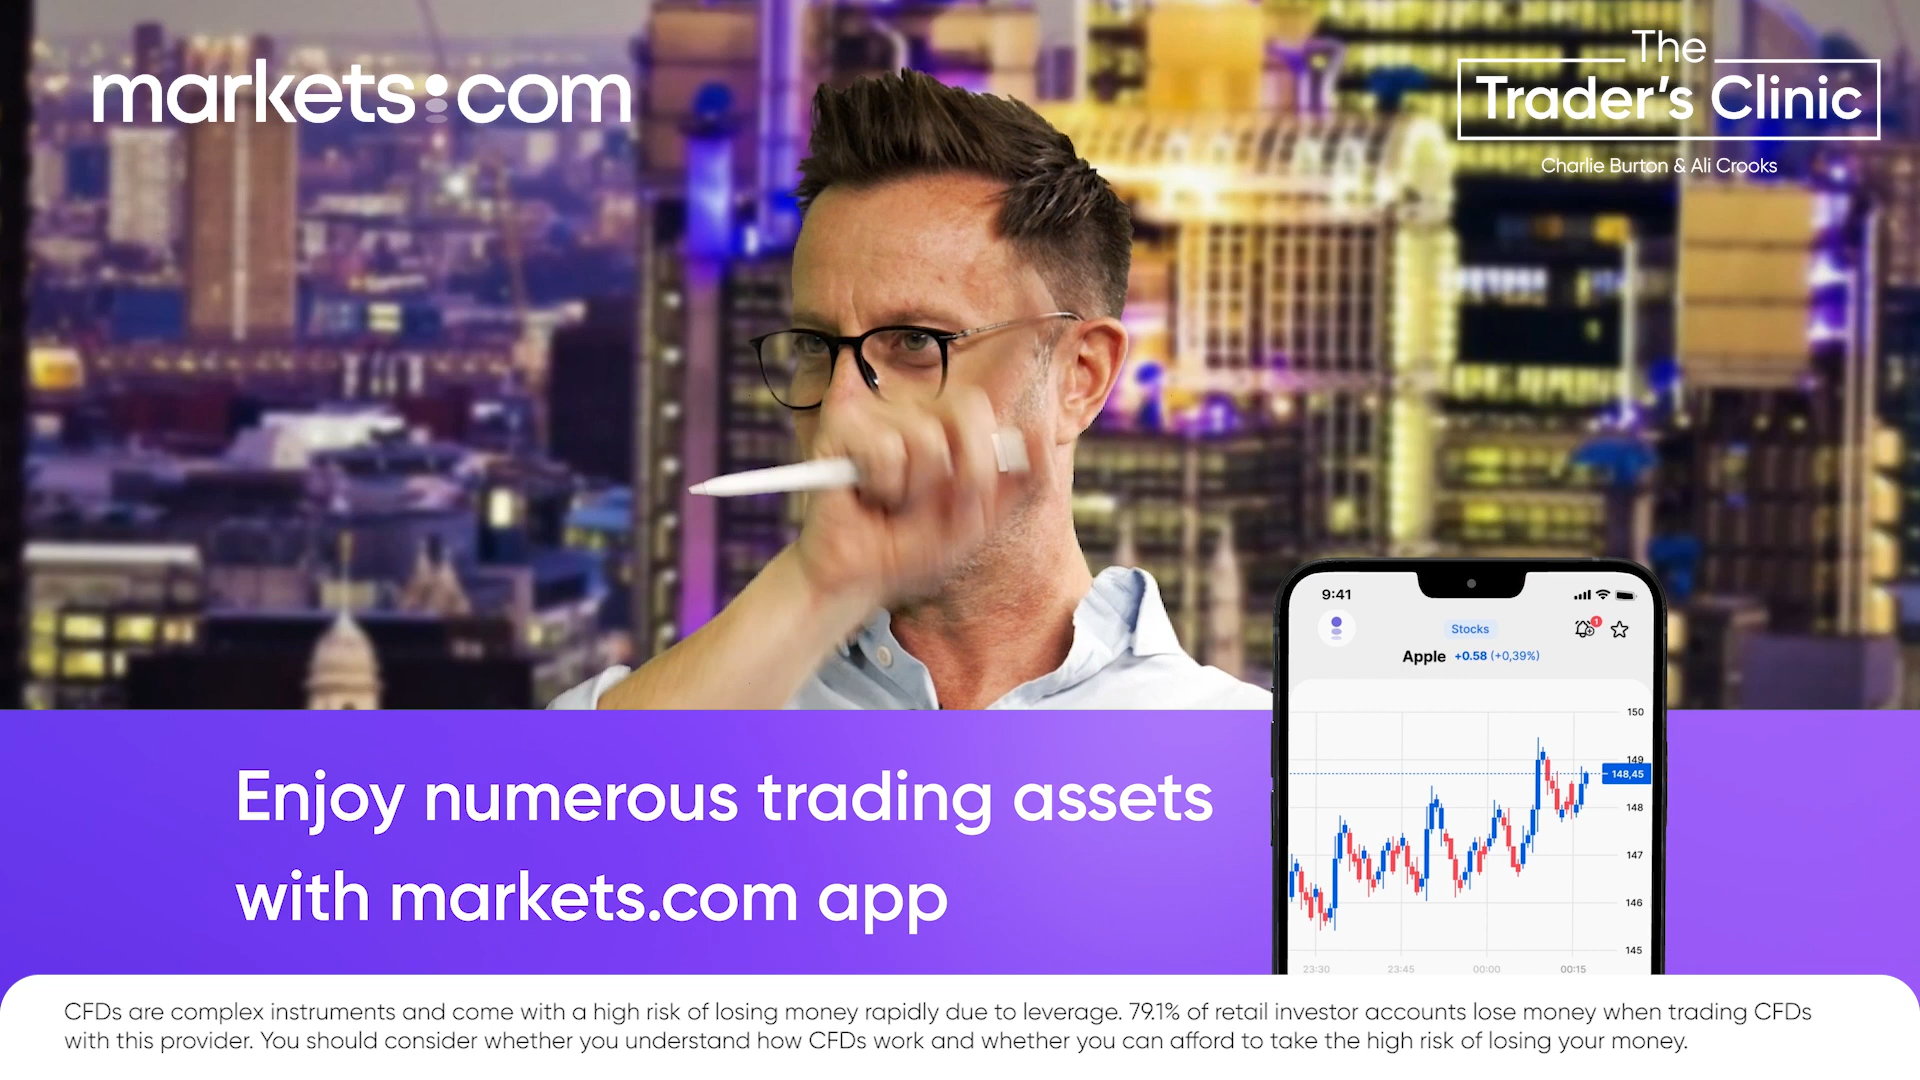 markets:com
The
Trader's Clinic
Charlie Burton & Ali Crooks
9:41
Stocks
1
Apple +0.58 (+0,39%)
150
149
148,45
148
147
146
145
23:30 23:45 00:00 00:15
Enjoy numerous trading assets
with markets.com app
CFDs are complex instruments and come with a high risk of losing money rapidly due to leverage. 79.1% of retail investor accounts lose money when trading CFDs
with this provider. You should consider whether you understand how CFDs work and whether you can afford to take the high risk of losing your money.